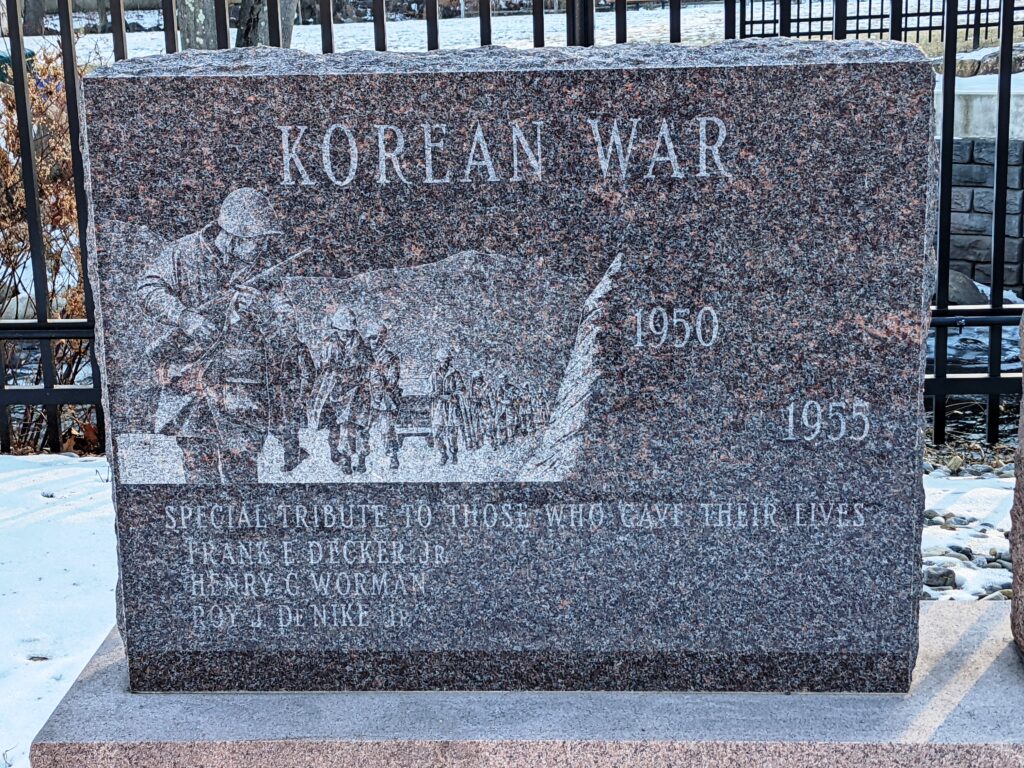 KOREAN WAR
1950
1955
SPECIAL TRIBUTE TO THOSE WHO GAVE THEIR LIVES
FRANK E DECKER JR
HENRY G WORMAN
ROY J. DENIKE JR